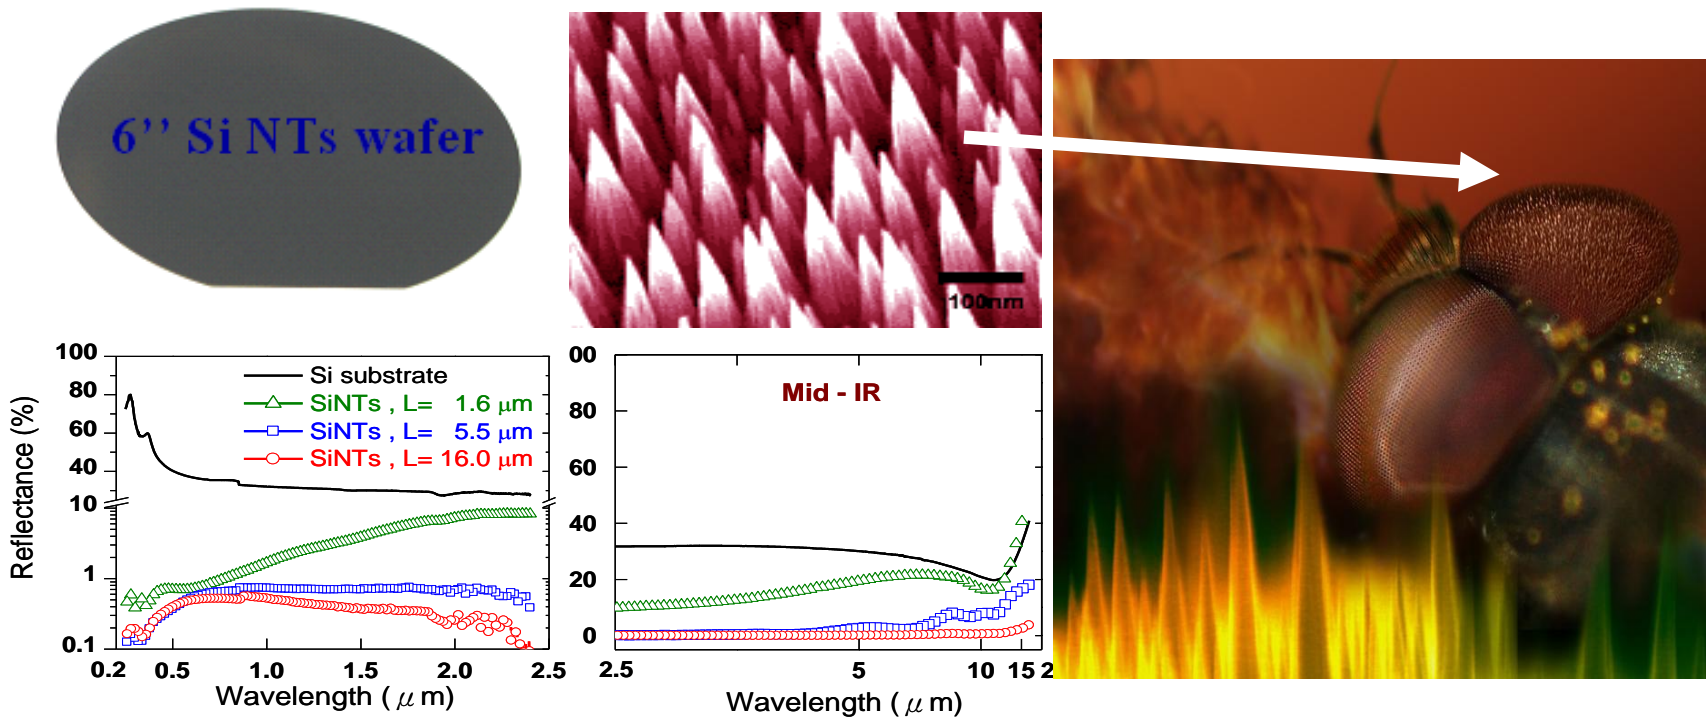 6’’ Si NTs wafer
100nm
100
80
60
40
10
10
1
0.1
Reflectance (%)
Si substrate
SiNTs , L= 1.6 μm
SiNTs , L= 5.5 μm
SiNTs , L= 16.0 μm
0.2 0.5 1.0 1.5 2.0 2.5
Wavelength ( μ m)
Mid - IR
00
80
60
40
20
0
2.5 5 10 15 2
Wavelength ( μ m)